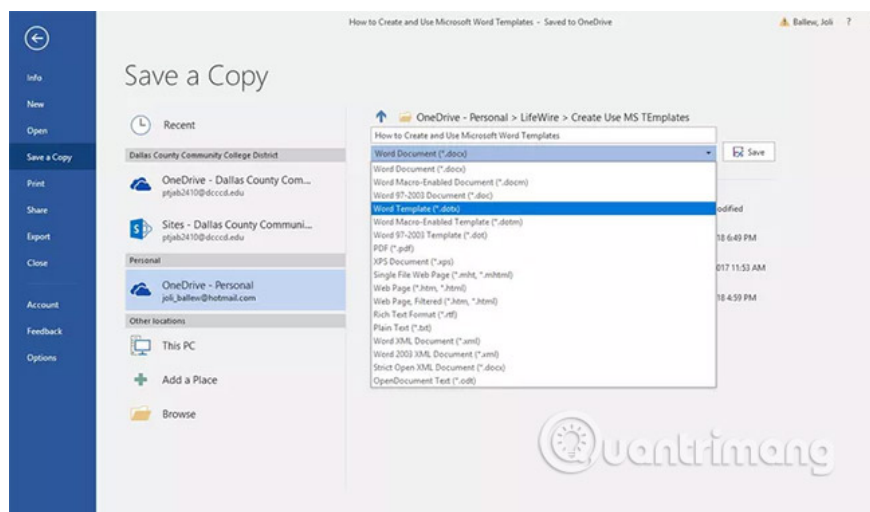 How to Create and Use Microsoft Word Templates - Saved to OneDrive
Ballew, Joli ?
Info
New
Open
Save a Copy
Print
Share
Export
Close
Account
Feedback
Options
Save a Copy
Recent
Dallas County Community College District
OneDrive - Dallas County Com...
ptjab2410@dcccd.edu
Sites - Dallas County Communi...
ptjab2410@dcccd.edu
Personal
OneDrive - Personal
joli_ballew@hotmail.com
Other locations
This PC
Add a Place
Browse
OneDrive - Personal > LifeWire > Create Use MS TEmplates
How to Create and Use Microsoft Word Templates
Word Document (*.docx)
Save
Word Document (*.docx)
Word Macro-Enabled Document (*.docm)
Word 97-2003 Document (*.doc)
Word Template (*.dotx)
Word Macro-Enabled Template (*.dotm)
Word 97-2003 Template (*.dot)
PDF (*.pdf)
XPS Document (*.xps)
Single File Web Page (*.mht, *.mhtml)
Web Page (*.htm, *.html)
Web Page, Filtered (*.htm, *.html)
Rich Text Format (*.rtf)
Plain Text (*.txt)
Word XML Document (*.xml)
Word 2003 XML Document (*.xml)
Strict Open XML Document (*.docx)
OpenDocument Text (*.odt)
odified
18 6:49 PM
017 11:53 AM
18 4:59 PM
Quantrimang